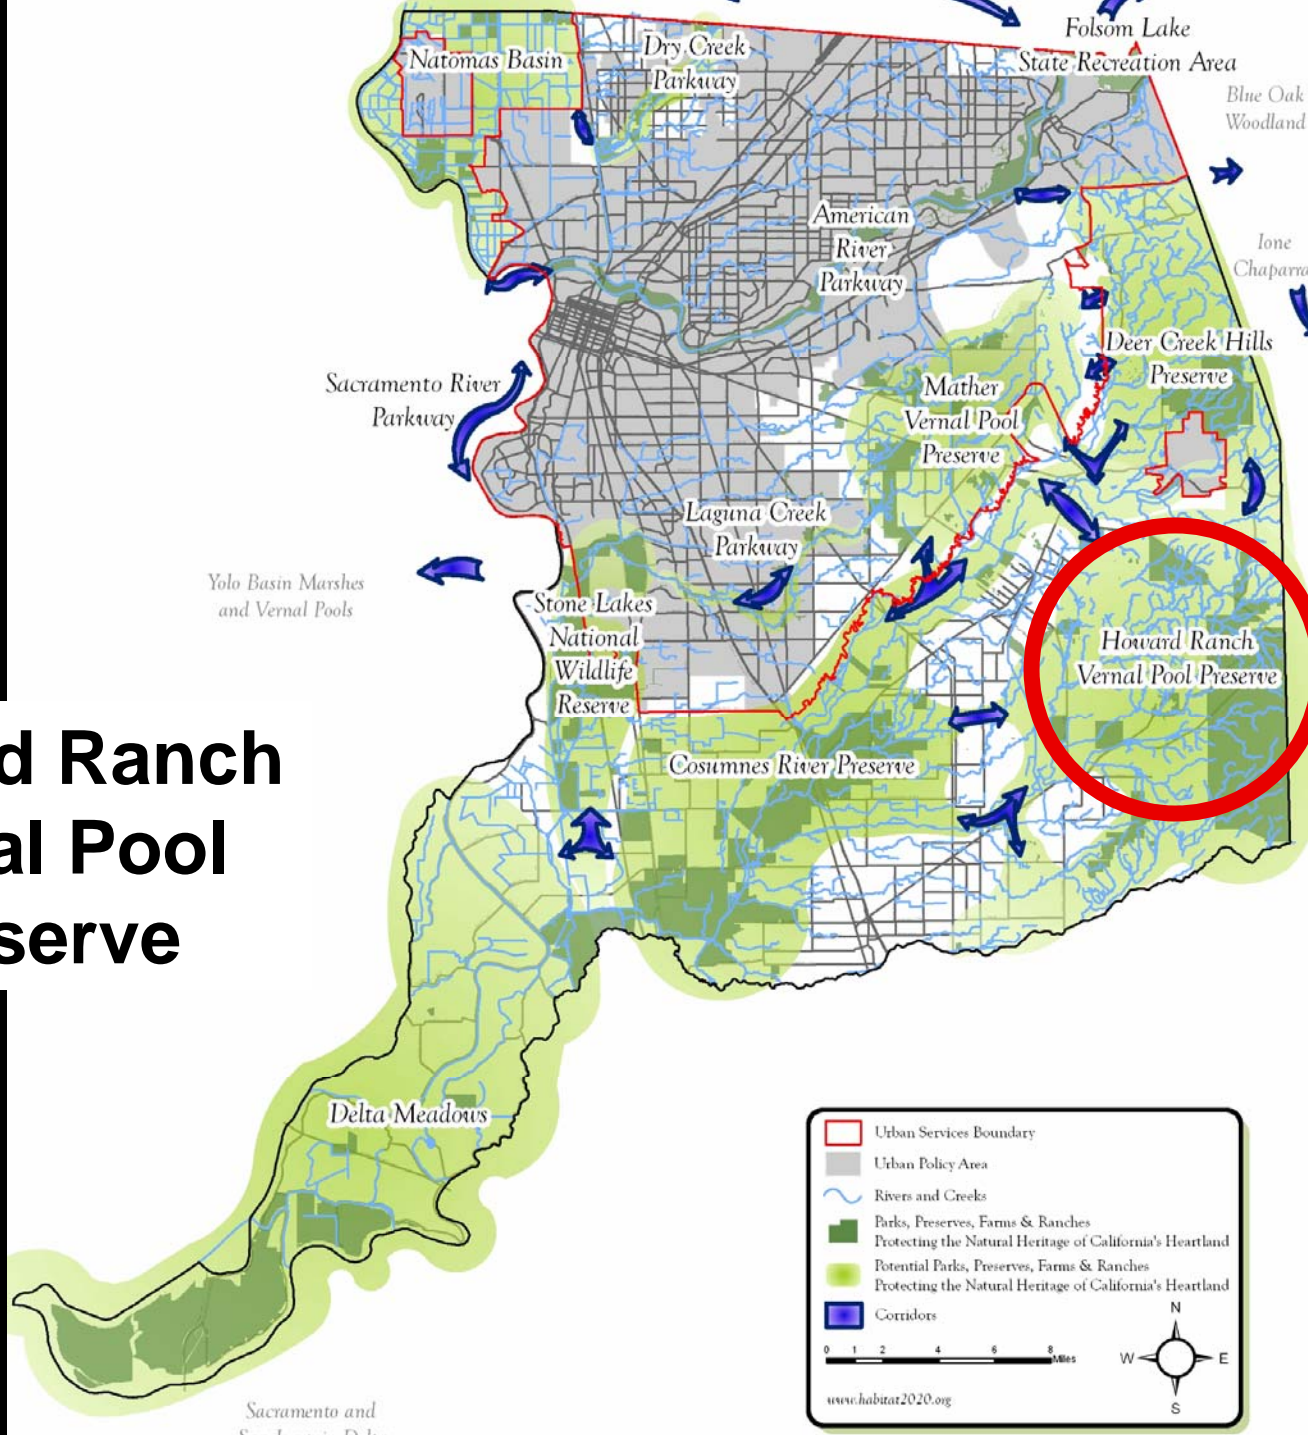 Folsom Lake
State Recreation Area
Natomas Basin
Dry Creek
Parkway
Blue Oak
Woodland
American
River
Parkway
Ione
Deer Creek Hills
Preserve
Sacramento River
Parkway
Mather
Vernal Pool
Preserve
Laguna Creek
Parkway
Yolo Basin Marshes
and Vernal Pools
Stone Lakes
National
Wildlife
Reserve
Howard Ranch
Vernal Pool Preserve
d Ranch
al Pool
serve
Cosumnes River Preserve
Delta Meadows
Urban Services Boundary
Urban Policy Area
Rivers and Creeks
Parks, Preserves, Farms & Ranches
Protecting the Natural Heritage of California's Heartland
Potential Parks, Preserves, Farms & Ranches
Protecting the Natural Heritage of California's Heartland
Corridors
0 1 2 4 6 8 Miles
N
W E
S
www.habitat2020.org
Sacramento and